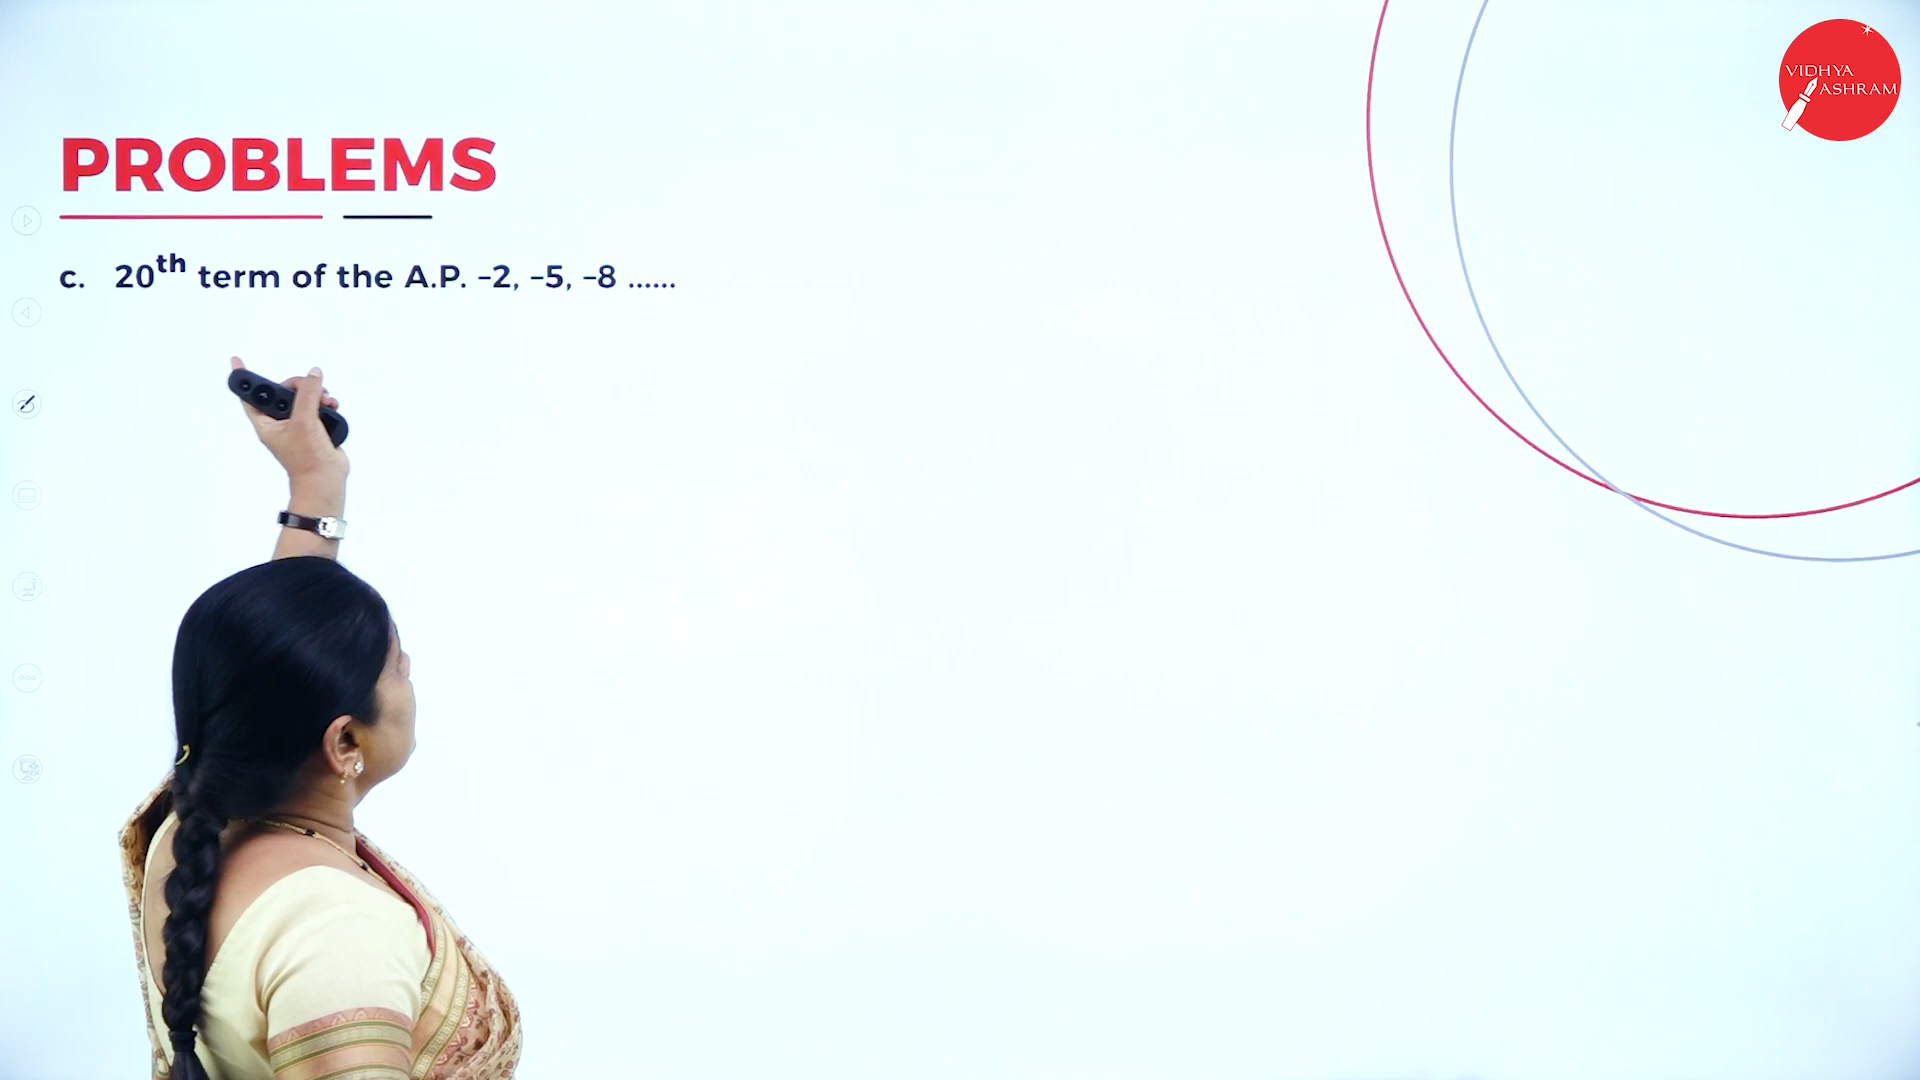 VIDHYA
ASHRAM
PROBLEMS
c. 20th term of the A.P. –2, –5, –8 ......